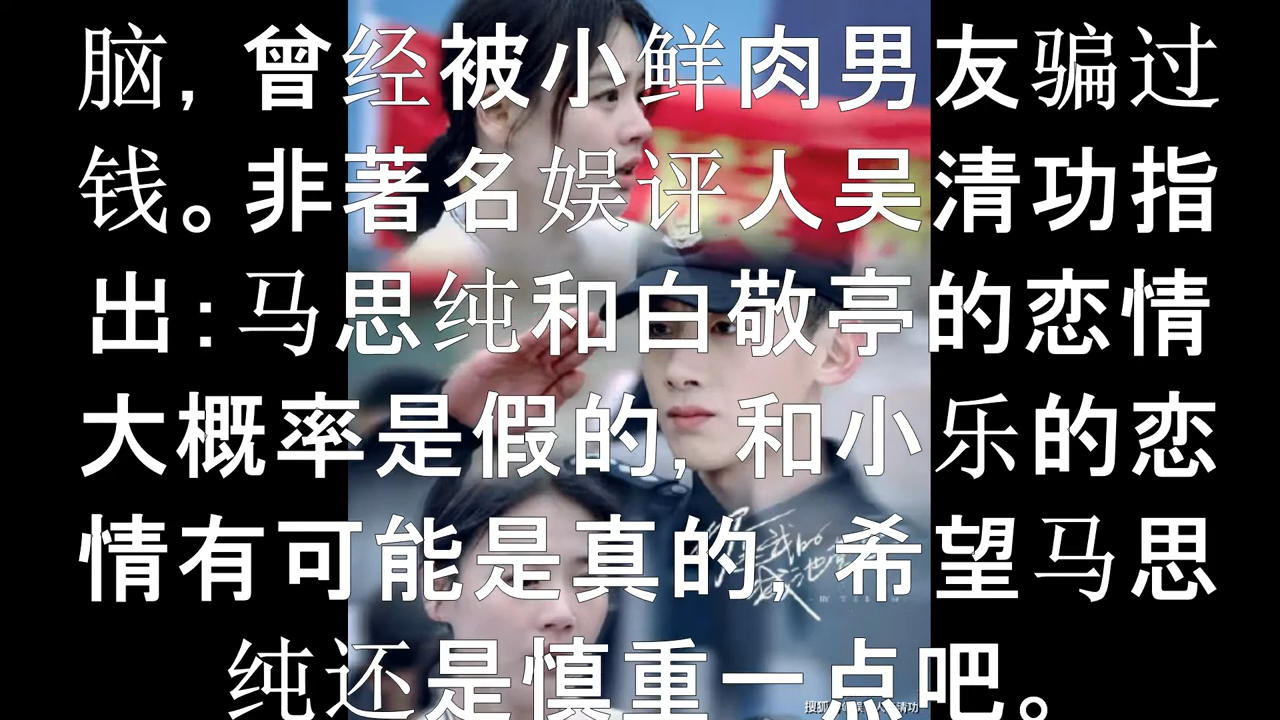 脑，曾经被小鲜肉男友骗过
钱。非著名娱评人吴清功指
出：马思纯和白敬亭的恋情
大概率是假的，和小乐的恋
情有可能是真的，希望马思
纯还是慎重一点吧。